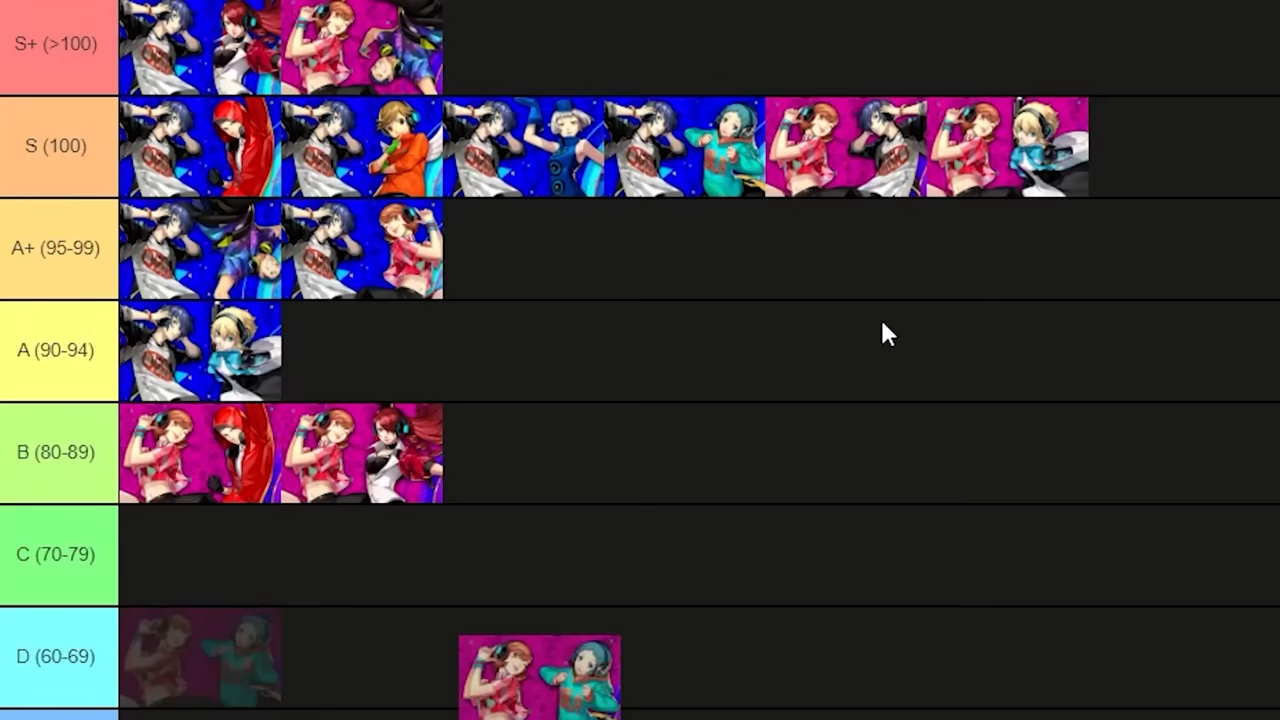 S+ (>100)
S (100)
A+ (95-99)
A (90-94)
B (80-89)
C (70-79)
D (60-69)